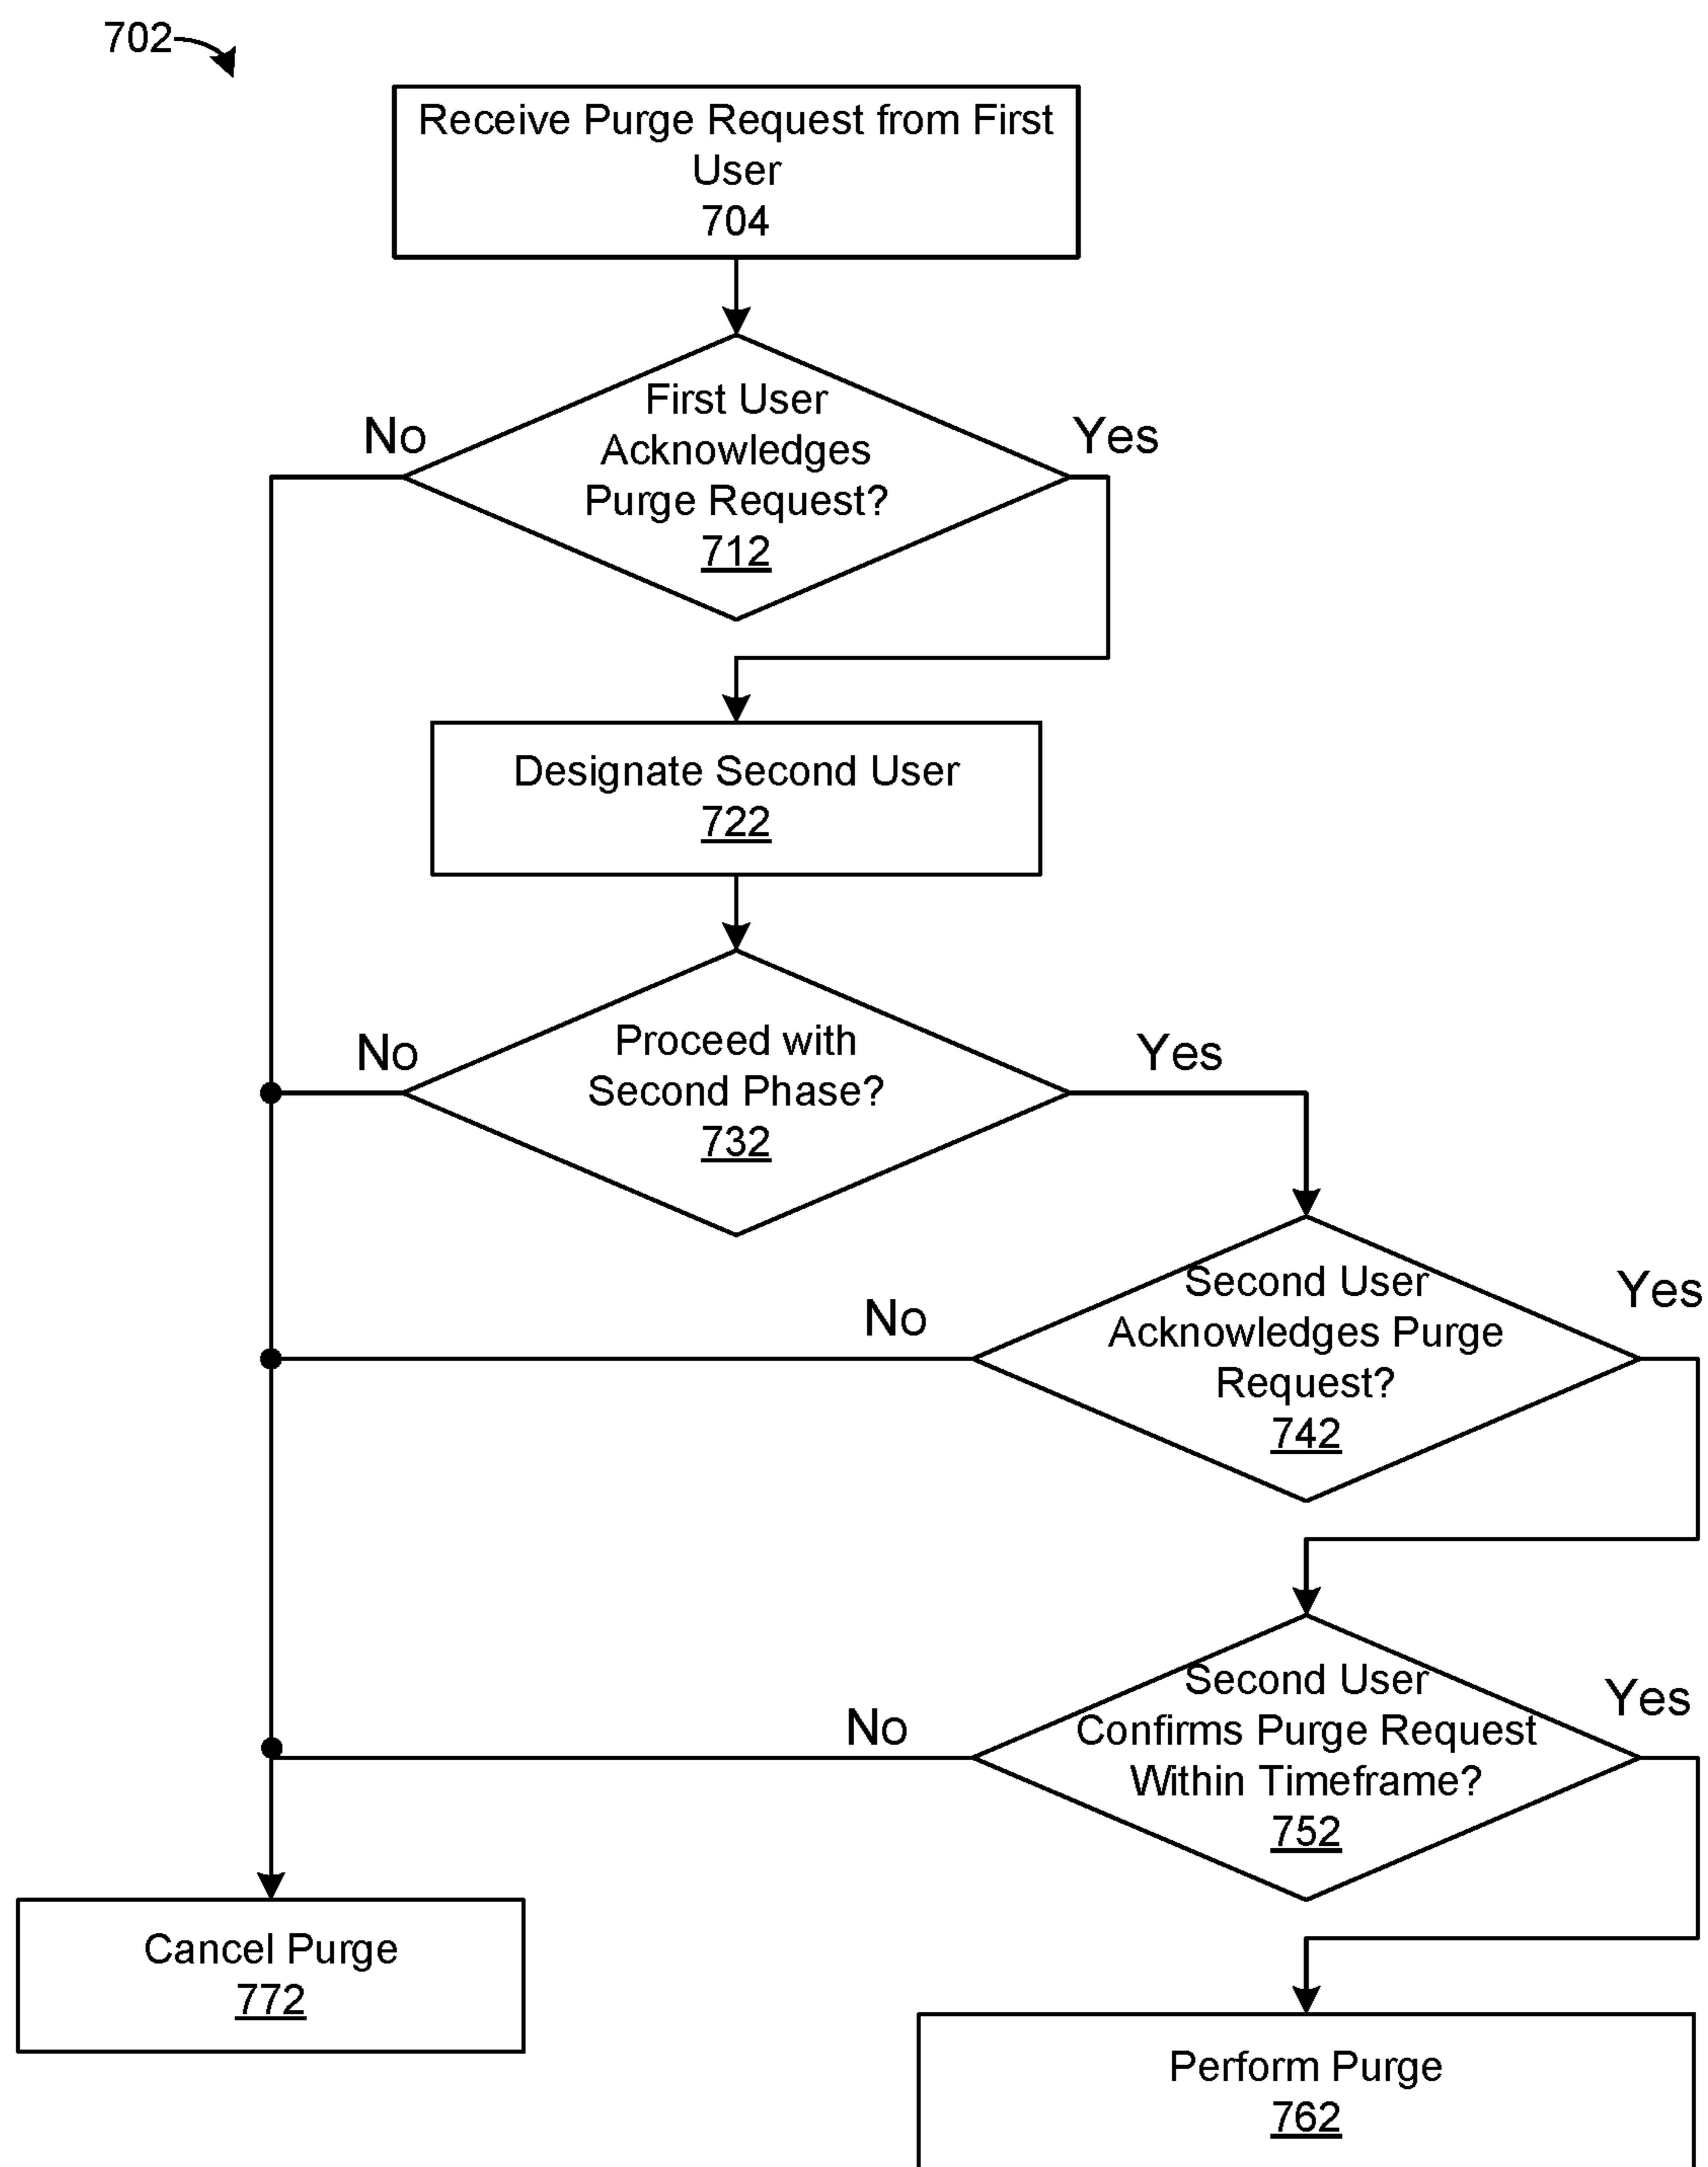 702
Receive Purge Request from First
User
704
First User
Acknowledges
Purge Request?
712
No
Yes
Designate Second User
722
Proceed with
Second Phase?
732
No
Yes
Second User
Acknowledges Purge
Request?
742
No
Yes
Second User
Confirms Purge Request
Within Timeframe?
752
No
Yes
Cancel Purge
772
Perform Purge
762